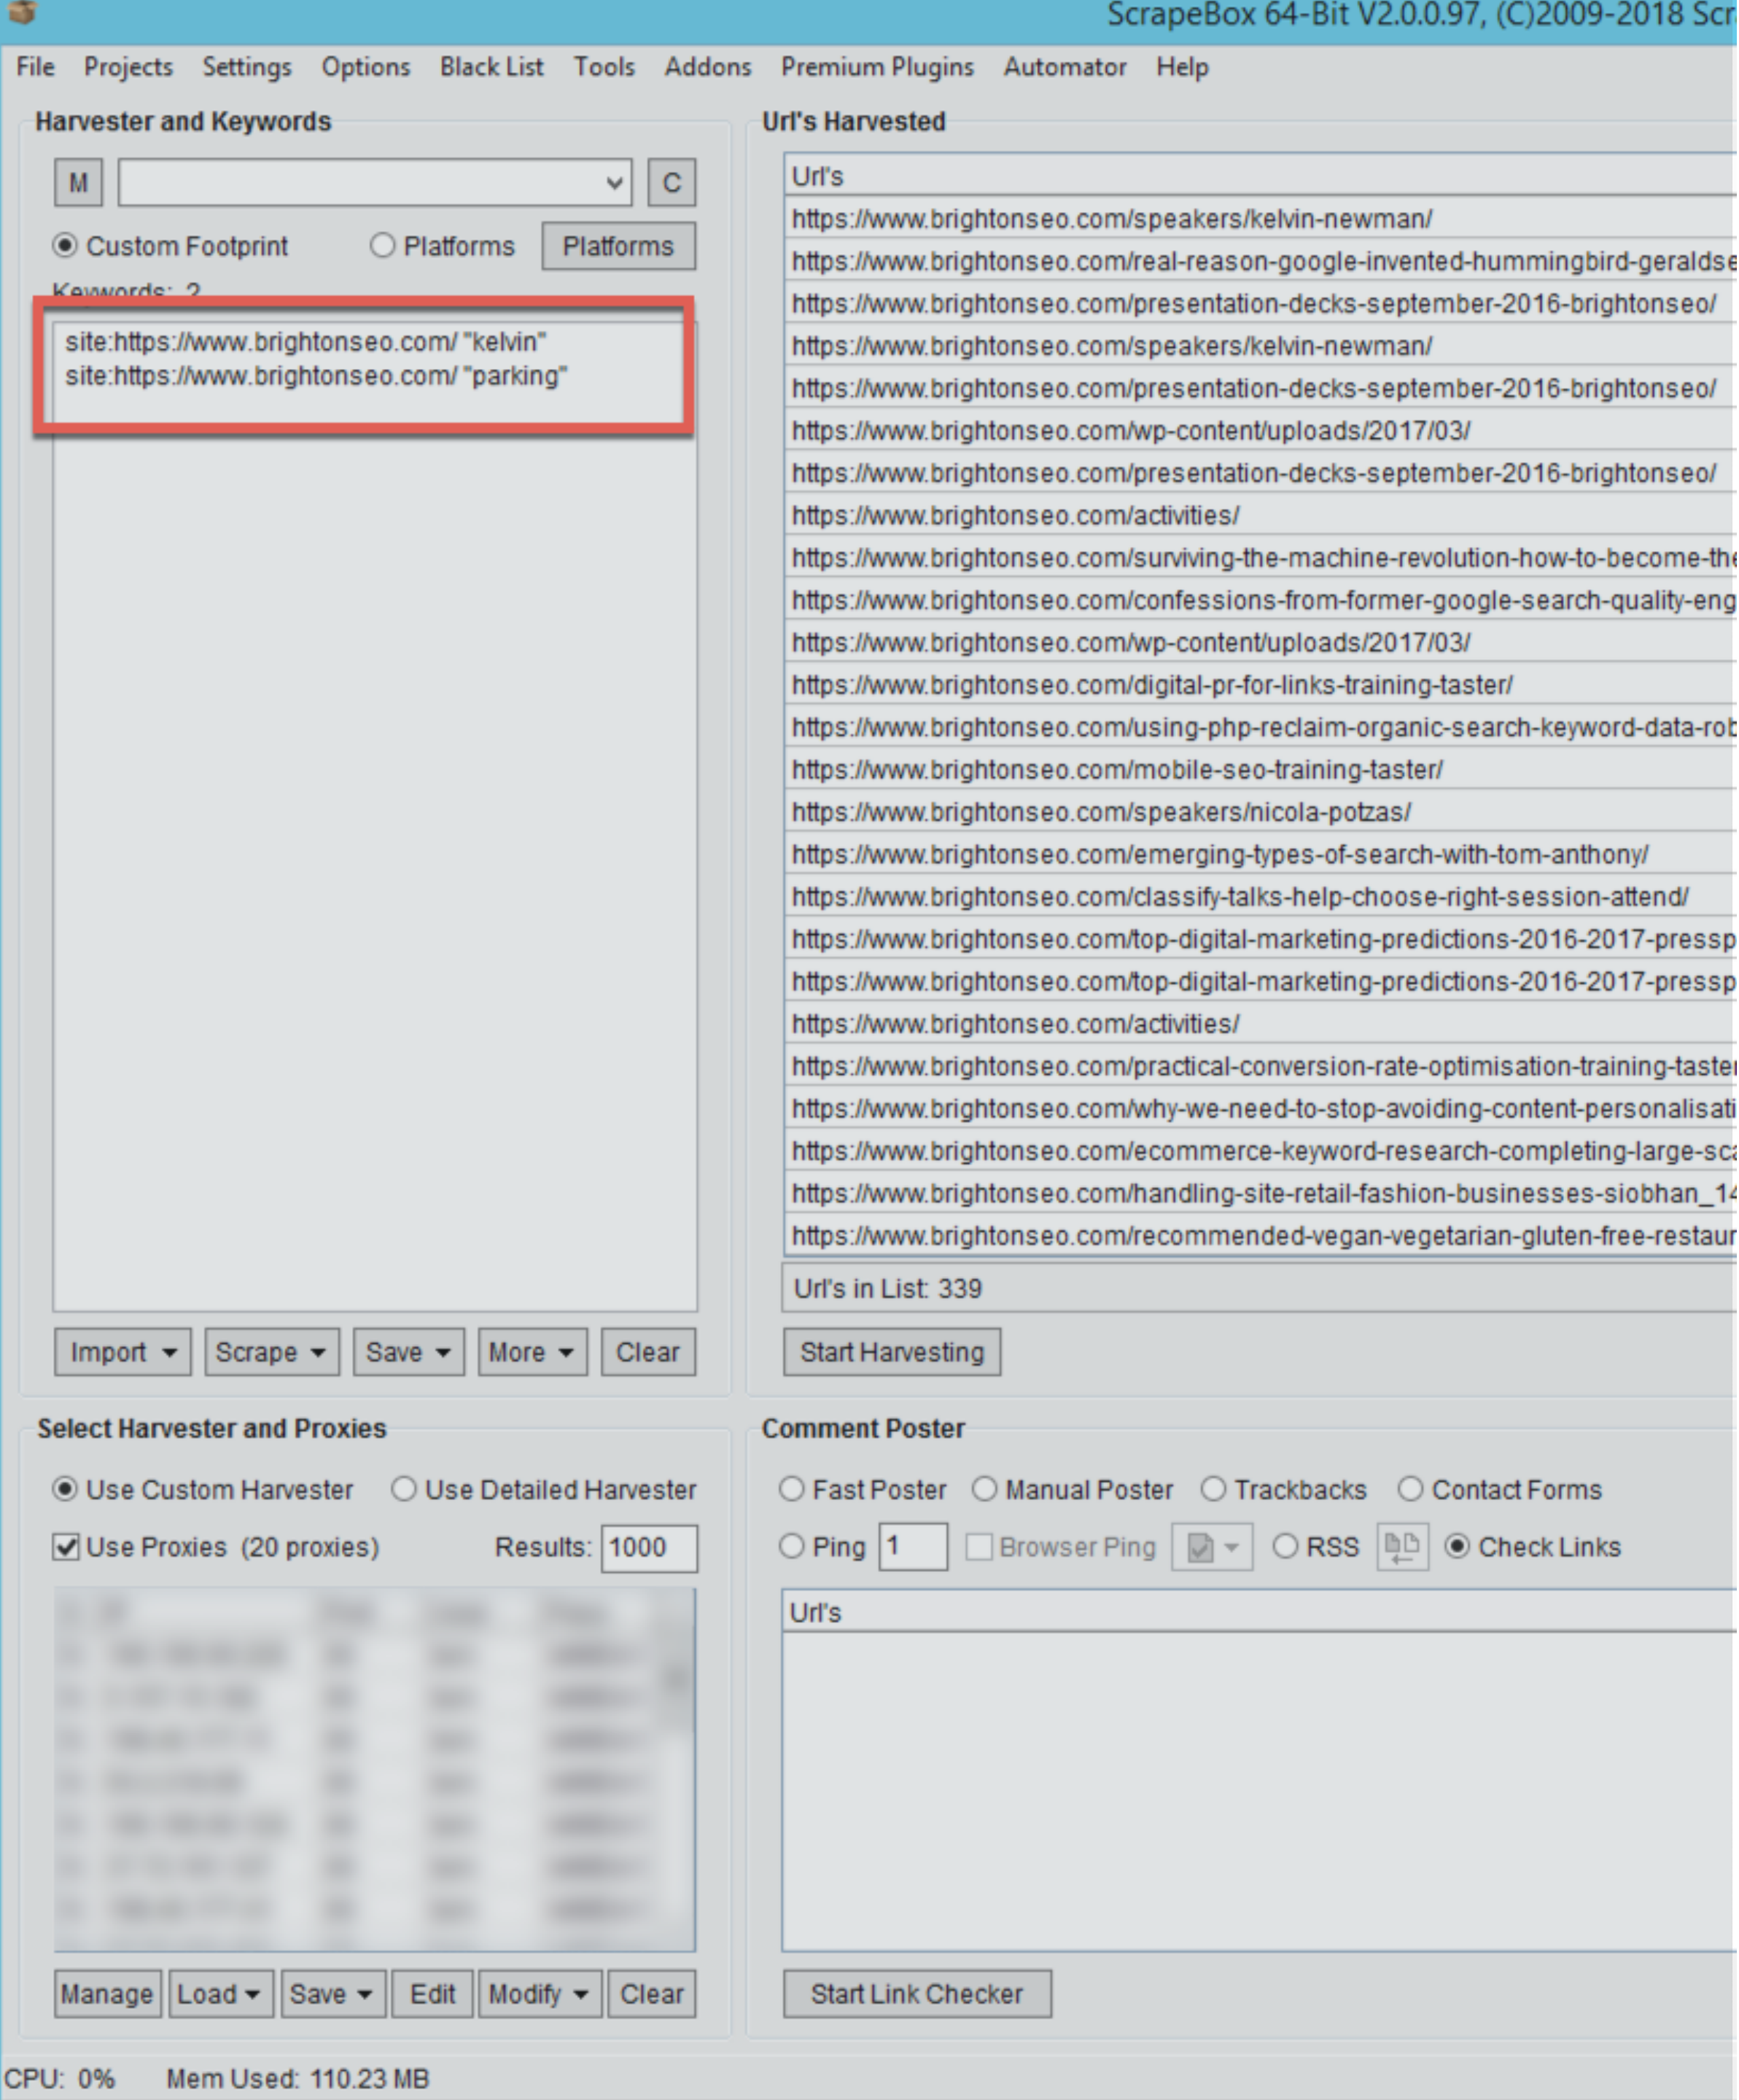 ScrapeBox 64-Bit V2.0.0.97, (C)2009-2018 Scr
File Projects Settings Options Black List Tools Addons Premium Plugins Automator Help
Harvester and Keywords
M
C
Custom Footprint Platforms Platforms
Keywords: 2
site:https://www.brightonseo.com/ "kelvin"
site:https://www.brightonseo.com/ "parking"
Import Scrape Save More Clear
Url's Harvested
Url's
https://www.brightonseo.com/speakers/kelvin-newman/
https://www.brightonseo.com/real-reason-google-invented-hummingbird-geraldse
https://www.brightonseo.com/presentation-decks-september-2016-brightonseo/
https://www.brightonseo.com/speakers/kelvin-newman/
https://www.brightonseo.com/presentation-decks-september-2016-brightonseo/
https://www.brightonseo.com/wp-content/uploads/2017/03/
https://www.brightonseo.com/presentation-decks-september-2016-brightonseo/
https://www.brightonseo.com/activities/
https://www.brightonseo.com/surviving-the-machine-revolution-how-to-become-the
https://www.brightonseo.com/confessions-from-former-google-search-quality-eng
https://www.brightonseo.com/wp-content/uploads/2017/03/
https://www.brightonseo.com/digital-pr-for-links-training-taster/
https://www.brightonseo.com/using-php-reclaim-organic-search-keyword-data-rob
https://www.brightonseo.com/mobile-seo-training-taster/
https://www.brightonseo.com/speakers/nicola-potzas/
https://www.brightonseo.com/emerging-types-of-search-with-tom-anthony/
https://www.brightonseo.com/classify-talks-help-choose-right-session-attend/
https://www.brightonseo.com/top-digital-marketing-predictions-2016-2017-pressp
https://www.brightonseo.com/top-digital-marketing-predictions-2016-2017-pressp
https://www.brightonseo.com/activities/
https://www.brightonseo.com/practical-conversion-rate-optimisation-training-taster
https://www.brightonseo.com/why-we-need-to-stop-avoiding-content-personalisati
https://www.brightonseo.com/ecommerce-keyword-research-completing-large-sca
https://www.brightonseo.com/handling-site-retail-fashion-businesses-siobhan_14
https://www.brightonseo.com/recommended-vegan-vegetarian-gluten-free-restaur
Url's in List: 339
Start Harvesting
Select Harvester and Proxies
Use Custom Harvester Use Detailed Harvester
Use Proxies (20 proxies) Results: 1000
Manage Load Save Edit Modify Clear
Comment Poster
Fast Poster Manual Poster Trackbacks Contact Forms
Ping 1 Browser Ping RSS Check Links
Url's
Start Link Checker
CPU: 0% Mem Used: 110.23 MB